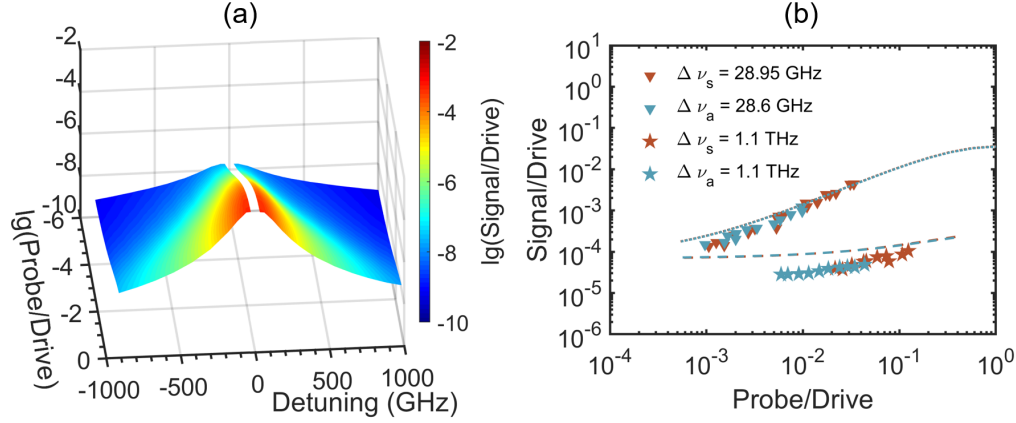 (a)
-2
-4
-6
-8
-10
-6
-4
-2
0
lg(Probe/Drive)
-1000
-500
0
500
1000
Detuning (GHz)
-2
-4
-6
-8
-10
lg(Signal/Drive)
(b)
10^1
10^0
10^-1
10^-2
10^-3
10^-4
10^-5
10^-6
Signal/Drive
Δ ν_s = 28.95 GHz
Δ ν_a = 28.6 GHz
Δ ν_s = 1.1 THz
Δ ν_a = 1.1 THz
10^-4
10^-3
10^-2
10^-1
10^0
Probe/Drive